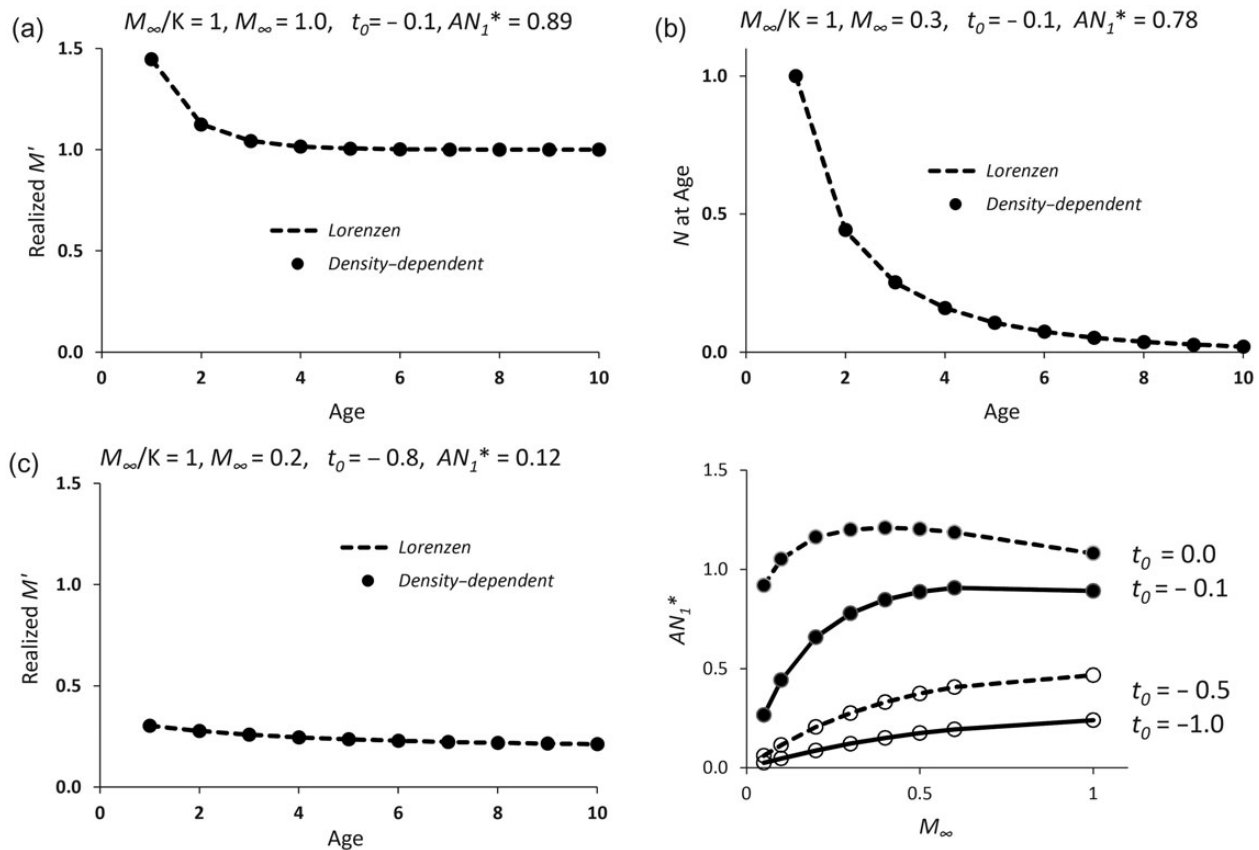 (a) M∞/K = 1, M∞ = 1.0, t₀ = – 0.1, AN₁* = 0.89
1.5
1.0
0.5
0.0
Realized M'
Lorenzen
Density–dependent
0 2 4 6 8 10
Age
(b) M∞/K = 1, M∞ = 0.3, t₀ = – 0.1, AN₁* = 0.78
1.0
0.5
0.0
N at Age
Lorenzen
Density–dependent
0 2 4 6 8 10
Age
(c) M∞/K = 1, M∞ = 0.2, t₀ = – 0.8, AN₁* = 0.12
1.5
1.0
0.5
0.0
Realized M'
Lorenzen
Density–dependent
0 2 4 6 8 10
Age
1.5
1.0
0.5
0.0
AN₁*
t₀ = 0.0
t₀ = – 0.1
t₀ = – 0.5
t₀ = –1.0
0 0.5 1
M∞